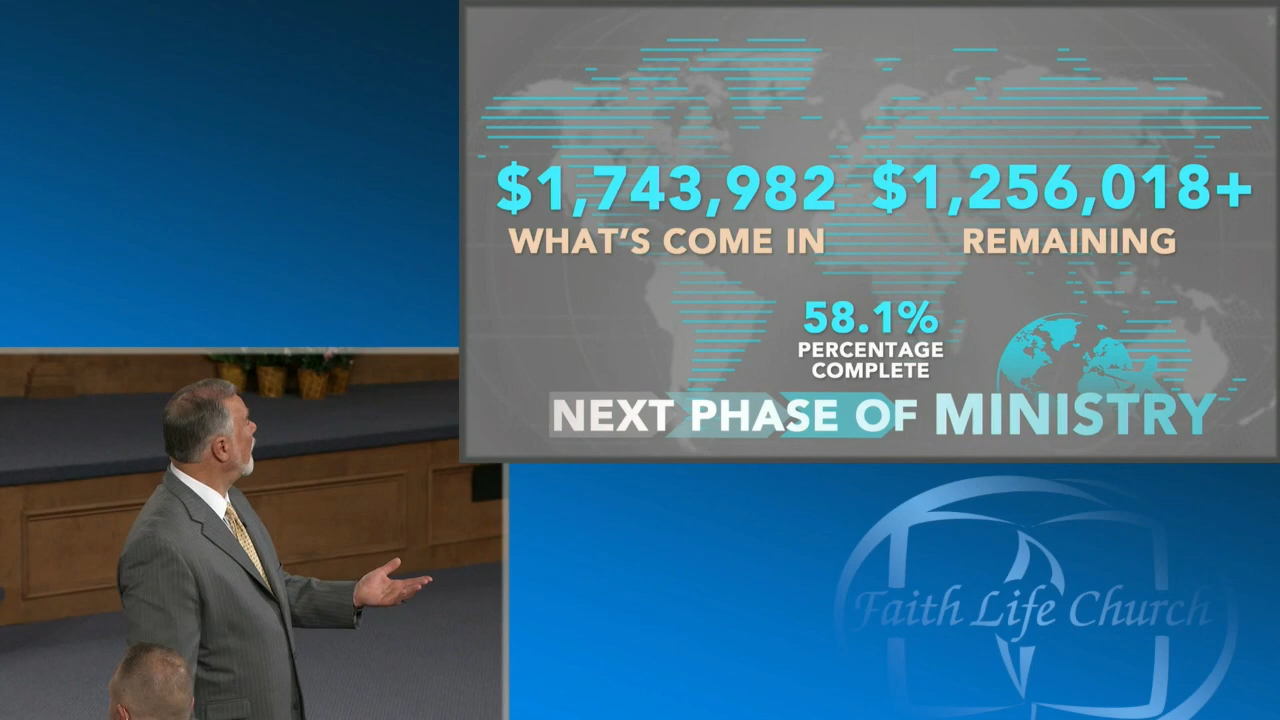 $1,743,982 $1,256,018+
WHAT'S COME IN REMAINING
58.1%
PERCENTAGE
COMPLETE
NEXT PHASE OF MINISTRY
Faith Life Church